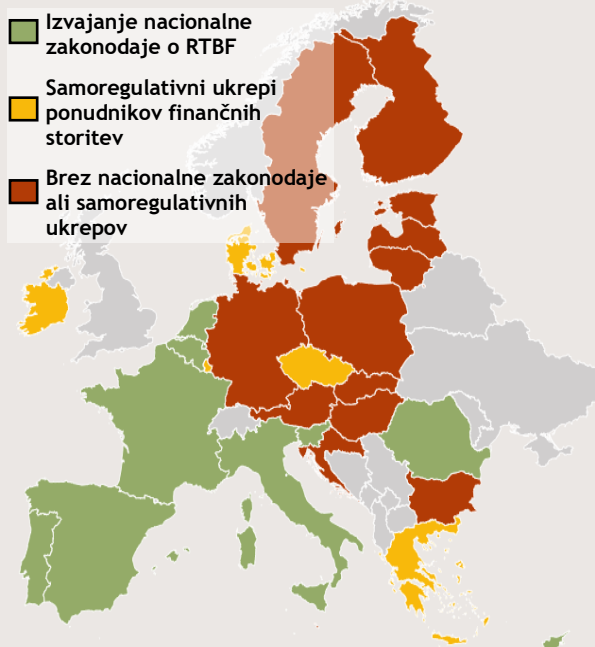 Izvajanje nacionalne
zakonodaje o RTBF
Samoregulativni ukrepi
ponudnikov finančnih
storitev
Brez nacionalne zakonodaje
ali samoregulativnih
ukrepov